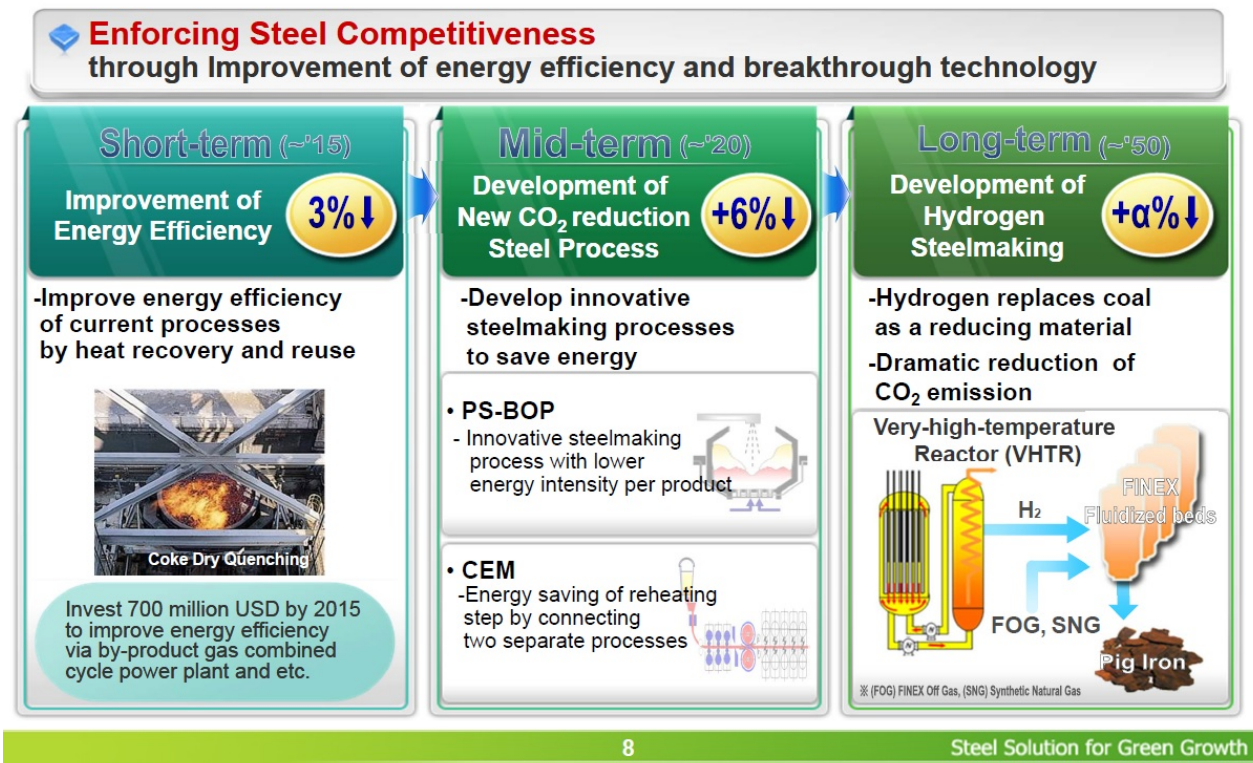 Enforcing Steel Competitiveness
through Improvement of energy efficiency and breakthrough technology
Short-term (~'15)
Improvement of
Energy Efficiency
3%⬇
-Improve energy efficiency
of current processes
by heat recovery and reuse
Coke Dry Quenching
Invest 700 million USD by 2015
to improve energy efficiency
via by-product gas combined
cycle power plant and etc.
Mid-term (~'20)
Development of
New CO₂ reduction
Steel Process
+6%⬇
-Develop innovative
steelmaking processes
to save energy
• PS-BOP
- Innovative steelmaking
process with lower
energy intensity per product
• CEM
-Energy saving of reheating
step by connecting
two separate processes
Long-term (~'50)
Development of
Hydrogen
Steelmaking
+α%⬇
-Hydrogen replaces coal
as a reducing material
-Dramatic reduction of
CO₂ emission
Very-high-temperature
Reactor (VHTR)
FINEX
Fluidized beds
H₂
N
N
FOG, SNG
Pig Iron
※ (FOG) FINEX Off Gas, (SNG) Synthetic Natural Gas
8
Steel Solution for Green Growth